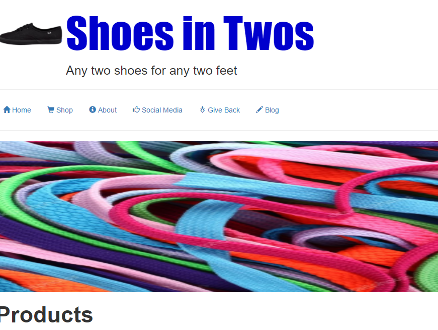 Shoes in Twos
Any two shoes for any two feet
Home Shop About Social Media Give Back Blog
Products